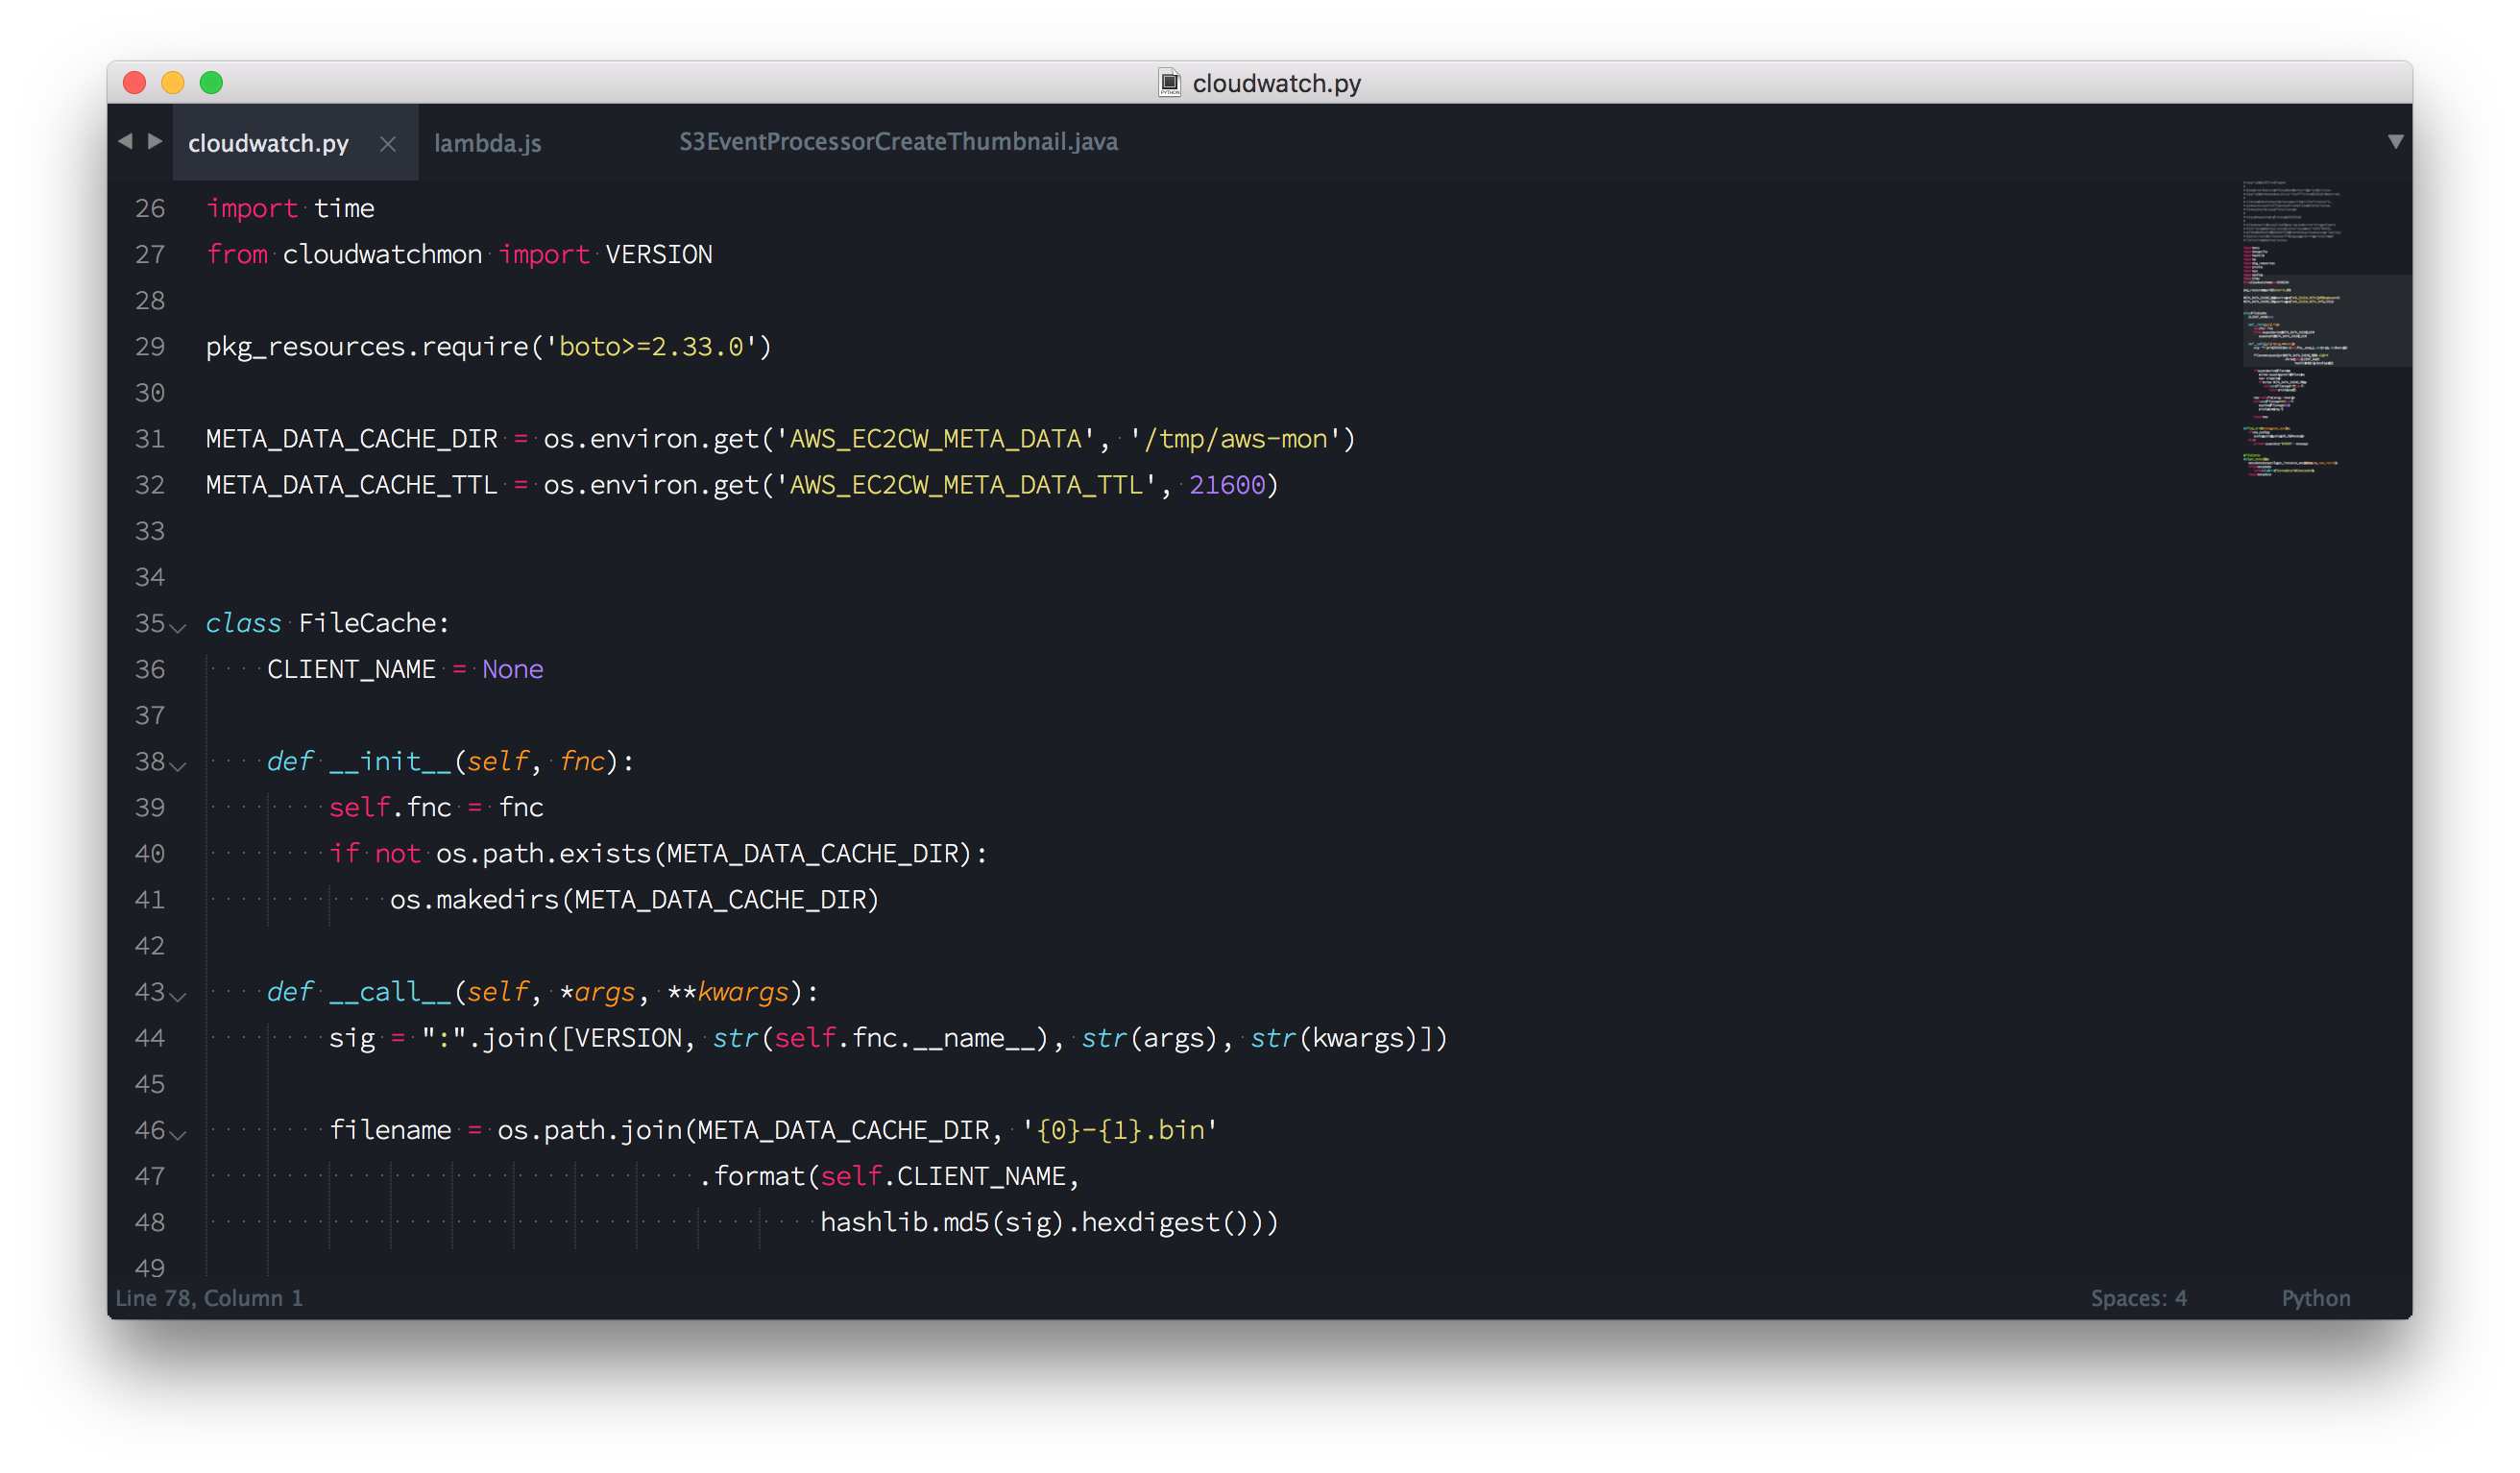 cloudwatch.py
cloudwatch.py lambda.js S3EventProcessorCreateThumbnail.java
26 import time
27 from cloudwatchmon import VERSION
28
29 pkg_resources.require('boto>=2.33.0')
30
31 META_DATA_CACHE_DIR = os.environ.get('AWS_EC2CW_META_DATA', '/tmp/aws-mon')
32 META_DATA_CACHE_TTL = os.environ.get('AWS_EC2CW_META_DATA_TTL', 21600)
33
34
35 class FileCache:
36     CLIENT_NAME = None
37
38     def __init__(self, fnc):
39         self.fnc = fnc
40         if not os.path.exists(META_DATA_CACHE_DIR):
41             os.makedirs(META_DATA_CACHE_DIR)
42
43     def __call__(self, *args, **kwargs):
44         sig = ":".join([VERSION, str(self.fnc.__name__), str(args), str(kwargs)])
45
46         filename = os.path.join(META_DATA_CACHE_DIR, '{0}-{1}.bin'
47                                 .format(self.CLIENT_NAME,
48                                         hashlib.md5(sig).hexdigest()))
49
Line 78, Column 1 Spaces: 4 Python